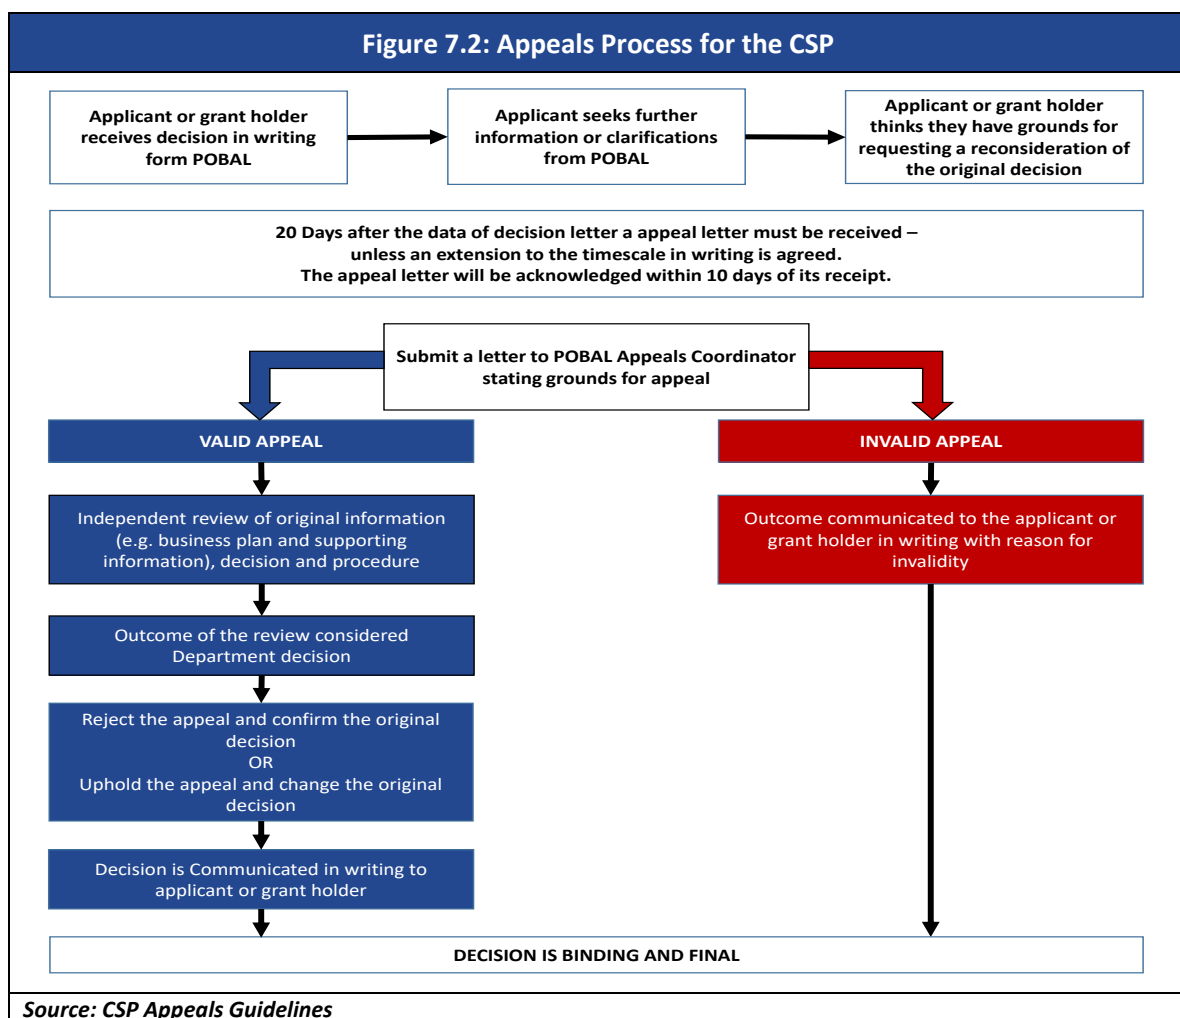 Figure 7.2: Appeals Process for the CSP
Applicant or grant holder
receives decision in writing
form POBAL
Applicant seeks further
information or clarifications
from POBAL
Applicant or grant holder
thinks they have grounds for
requesting a reconsideration of
the original decision
20 Days after the data of decision letter a appeal letter must be received –
unless an extension to the timescale in writing is agreed.
The appeal letter will be acknowledged within 10 days of its receipt.
Submit a letter to POBAL Appeals Coordinator
stating grounds for appeal
VALID APPEAL
INVALID APPEAL
Independent review of original information
(e.g. business plan and supporting
information), decision and procedure
Outcome communicated to the applicant or
grant holder in writing with reason for
invalidity
Outcome of the review considered
Department decision
Reject the appeal and confirm the original
decision
OR
Uphold the appeal and change the original
decision
Decision is Communicated in writing to
applicant or grant holder
DECISION IS BINDING AND FINAL
Source: CSP Appeals Guidelines